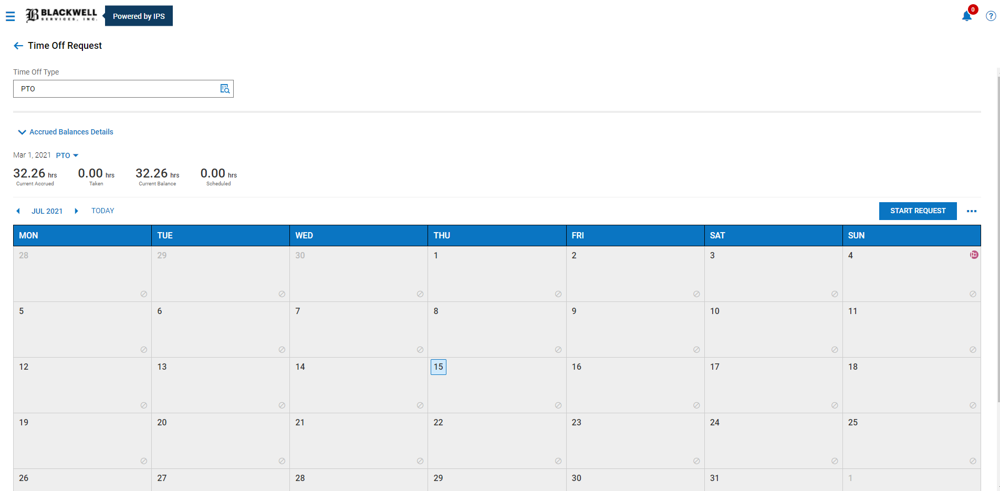 BLACKWELL
SERVICES, INC.
Powered by IPS
0
?
Time Off Request
Time Off Type
PTO
Accrued Balances Details
Mar 1, 2021 PTO
32.26 hrs 0.00 hrs 32.26 hrs 0.00 hrs
Current Accrued Taken Current Balance Scheduled
JUL 2021 TODAY START REQUEST
MON TUE WED THU FRI SAT SUN
28 29 30 1 2 3 4
5 6 7 8 9 10 11
12 13 14 15 16 17 18
19 20 21 22 23 24 25
26 27 28 29 30 31 1